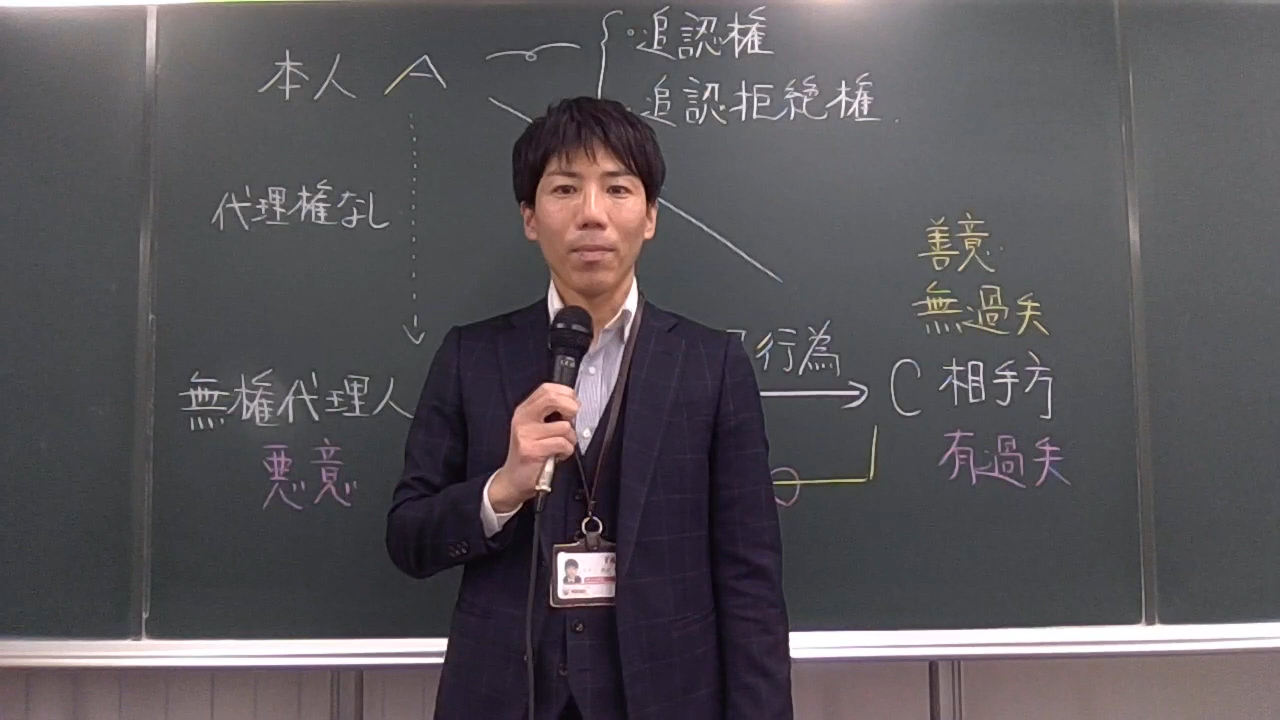 本人 A
・追認権
・追認拒絶権
代理権なし
善意
無過失
行為
無権代理人
C 相手方
悪意
有過失